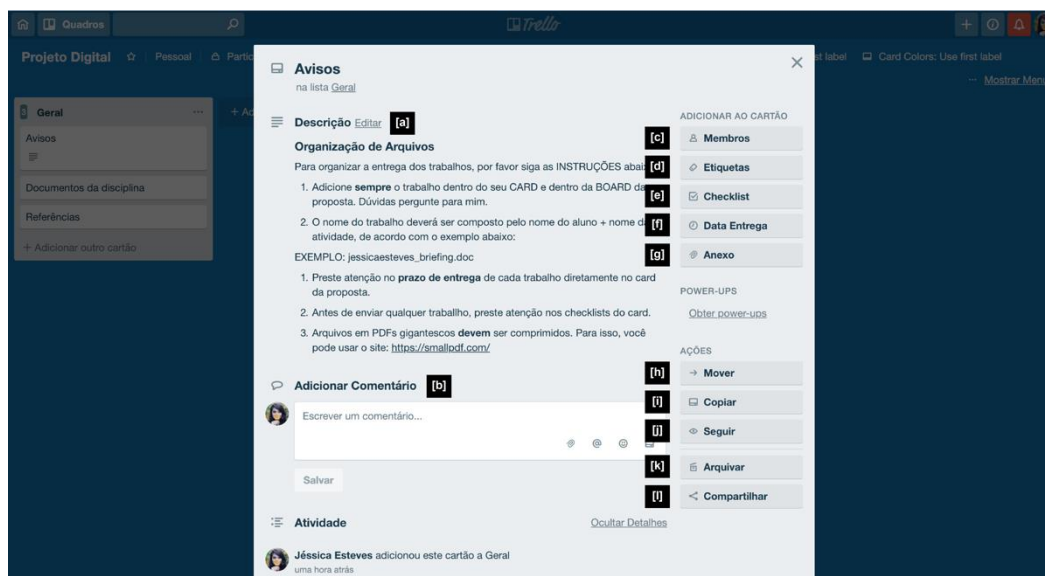 Quadros
Trello
Projeto Digital
Pessoal
st label
Card Colors: Use first label
Mostrar Menu
Geral
Avisos
Documentos da disciplina
Referências
+ Adicionar outro cartão
Avisos
na lista Geral
Descrição Editar [a]
Organização de Arquivos
Para organizar a entrega dos trabalhos, por favor siga as INSTRUÇÕES
1. Adicione sempre o trabalho dentro do seu CARD e dentro da BOARD da
proposta. Dúvidas pergunte para mim.
2. O nome do trabalho deverá ser composto pelo nome do aluno + nome
atividade, de acordo com o exemplo abaixo:
EXEMPLO: jessicaesteves_briefing.doc
1. Preste atenção no prazo de entrega de cada trabalho diretamente no card
da proposta.
2. Antes de enviar qualquer traballho, preste atenção nos checklists do card.
3. Arquivos em PDFs gigantescos devem ser comprimidos. Para isso, você
pode usar o site: https://smallpdf.com/
Adicionar Comentário [b]
Escrever um comentário...
Salvar
Atividade
Ocultar Detalhes
Jéssica Esteves adicionou este cartão a Geral
uma hora atrás
ADICIONAR AO CARTÃO
[c] Membros
[d] Etiquetas
[e] Checklist
[f] Data Entrega
[g] Anexo
POWER-UPS
Obter power-ups
AÇÕES
[h] Mover
[i] Copiar
[j] Seguir
[k] Arquivar
[l] Compartilhar